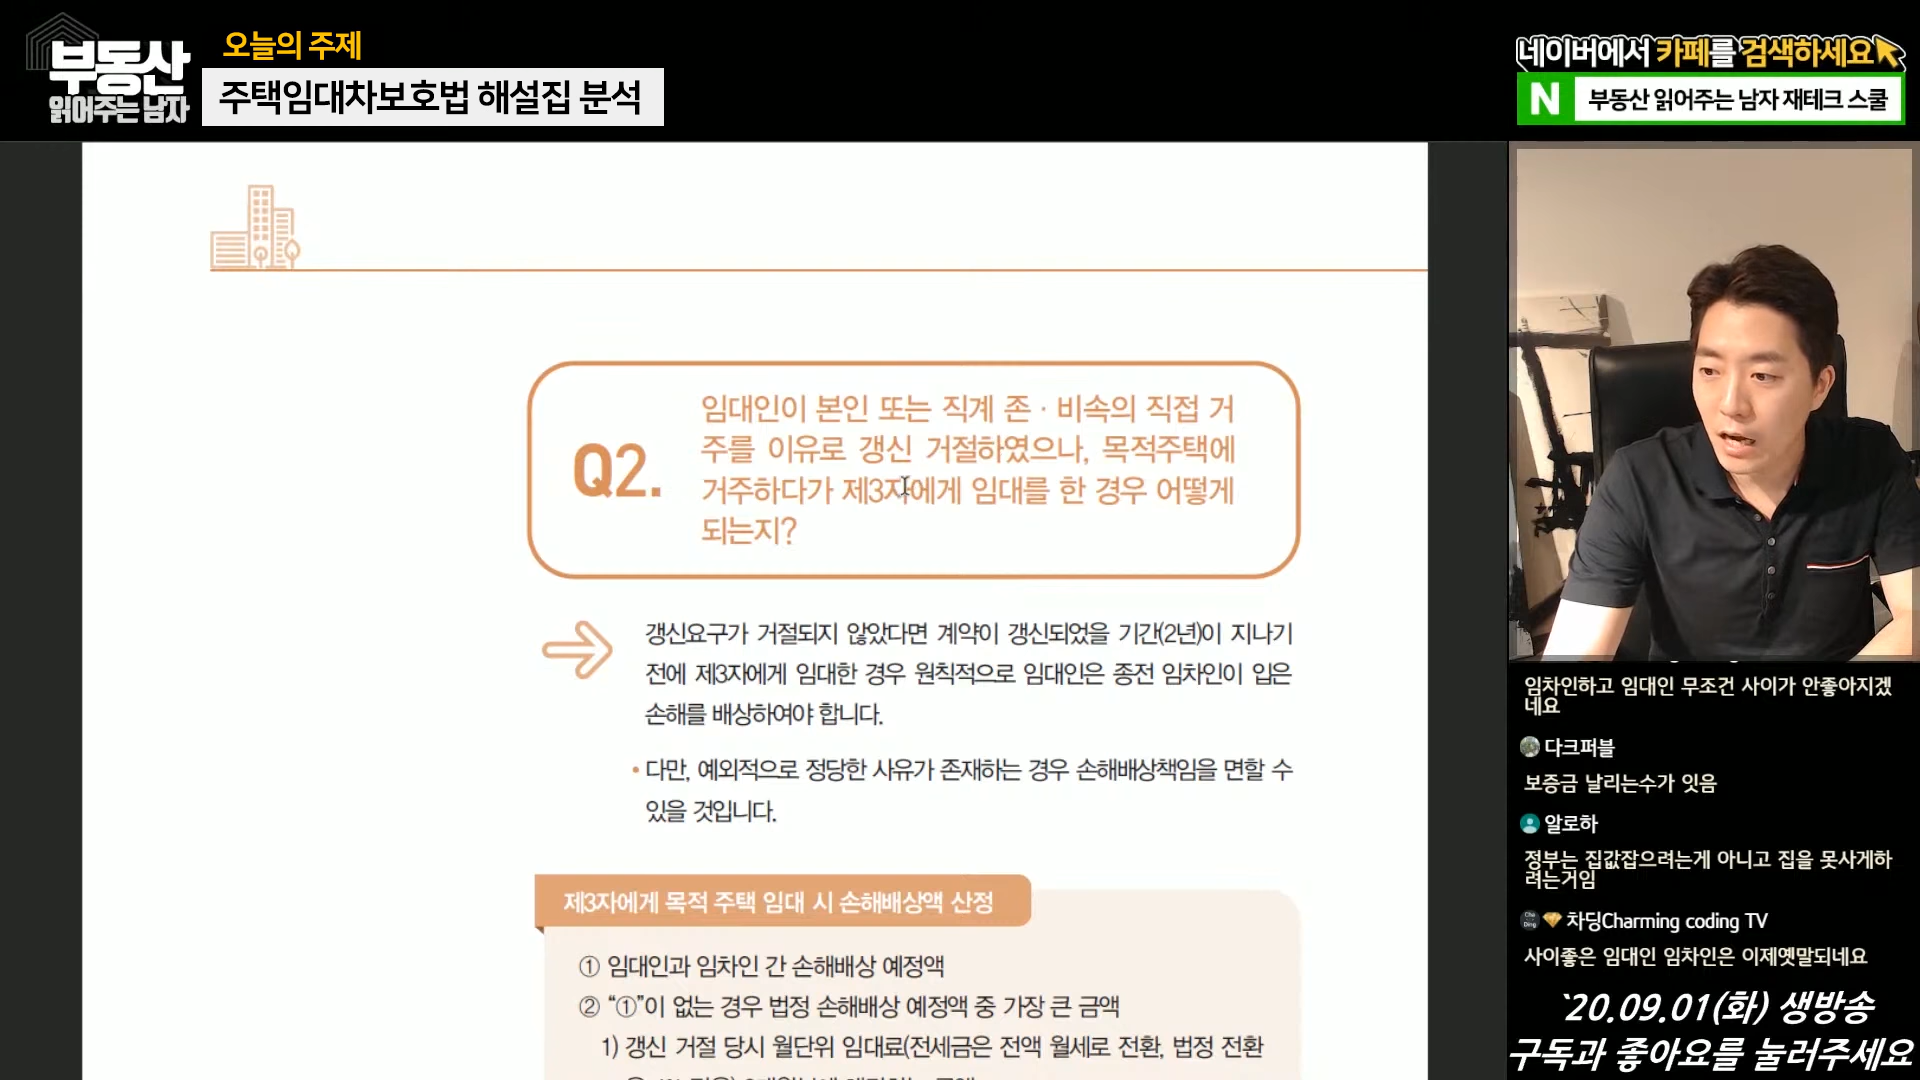 부동산
읽어주는 남자
오늘의 주제
주택임대차보호법 해설집 분석
네이버에서 카페를 검색하세요
N 부동산 읽어주는 남자 재테크 스쿨
Q2.
임대인이 본인 또는 직계 존·비속의 직접 거
주를 이유로 갱신 거절하였으나, 목적주택에
거주하다가 제3자에게 임대를 한 경우 어떻게
되는지?
갱신요구가 거절되지 않았다면 계약이 갱신되었을 기간(2년)이 지나기
전에 제3자에게 임대한 경우 원칙적으로 임대인은 종전 임차인이 입은
손해를 배상하여야 합니다.
• 다만, 예외적으로 정당한 사유가 존재하는 경우 손해배상책임을 면할 수
있을 것입니다.
제3자에게 목적 주택 임대 시 손해배상액 산정
① 임대인과 임차인 간 손해배상 예정액
② “①”이 없는 경우 법정 손해배상 예정액 중 가장 큰 금액
1) 갱신 거절 당시 월단위 임대료(전세금은 전액 월세로 전환, 법정 전환
임차인하고 임대인 무조건 사이가 안좋아지겠
네요
다크퍼블
보증금 날리는수가 잇음
알로하
정부는 집값잡으려는게 아니고 집을 못사게하
려는거임
차딩Charming coding TV
사이좋은 임대인 임차인은 이제옛말되네요
`20.09.01(화) 생방송
구독과 좋아요를 눌러주세요